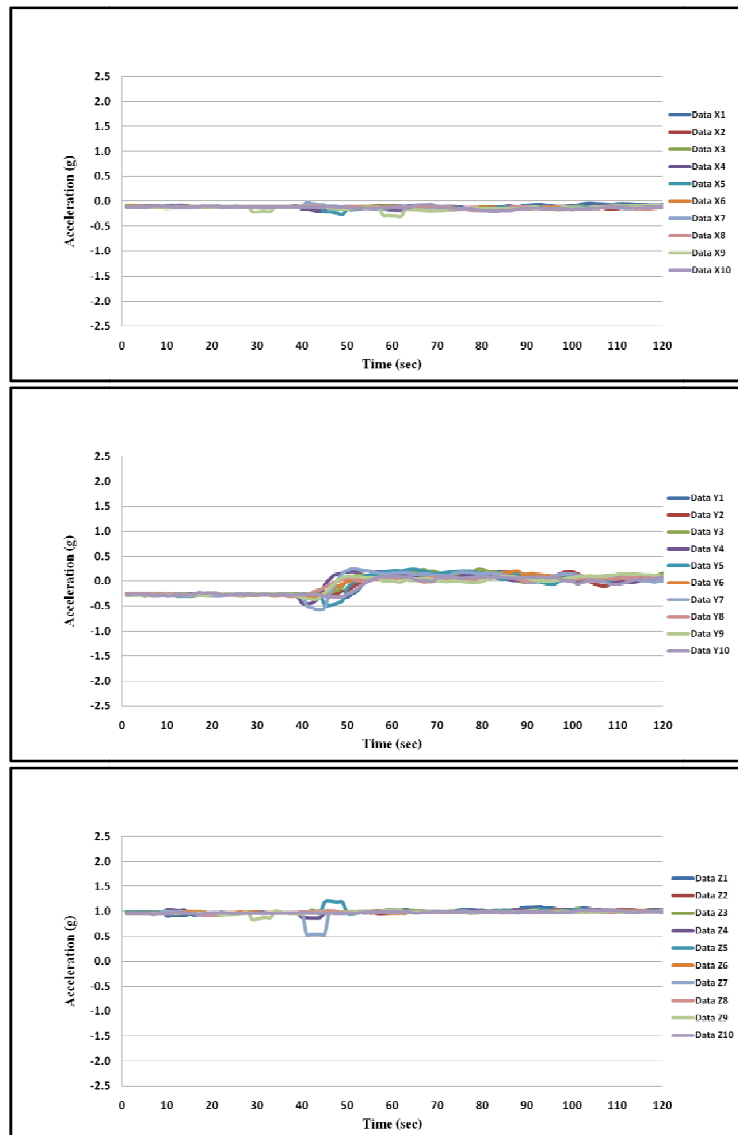 2.5
2.0
1.5
1.0
0.5
0.0
-0.5
-1.0
-1.5
-2.0
-2.5
Acceleration (g)
0 10 20 30 40 50 60 70 80 90 100 110 120
Time (sec)
Data X1
Data X2
Data X3
Data X4
Data X5
Data X6
Data X7
Data X8
Data X9
Data X10
2.5
2.0
1.5
1.0
0.5
0.0
-0.5
-1.0
-1.5
-2.0
-2.5
Acceleration (g)
0 10 20 30 40 50 60 70 80 90 100 110 120
Time (sec)
Data Y1
Data Y2
Data Y3
Data Y4
Data Y5
Data Y6
Data Y7
Data Y8
Data Y9
Data Y10
2.5
2.0
1.5
1.0
0.5
0.0
-0.5
-1.0
-1.5
-2.0
-2.5
Acceleration (g)
0 10 20 30 40 50 60 70 80 90 100 110 120
Time (sec)
Data Z1
Data Z2
Data Z3
Data Z4
Data Z5
Data Z6
Data Z7
Data Z8
Data Z9
Data Z10